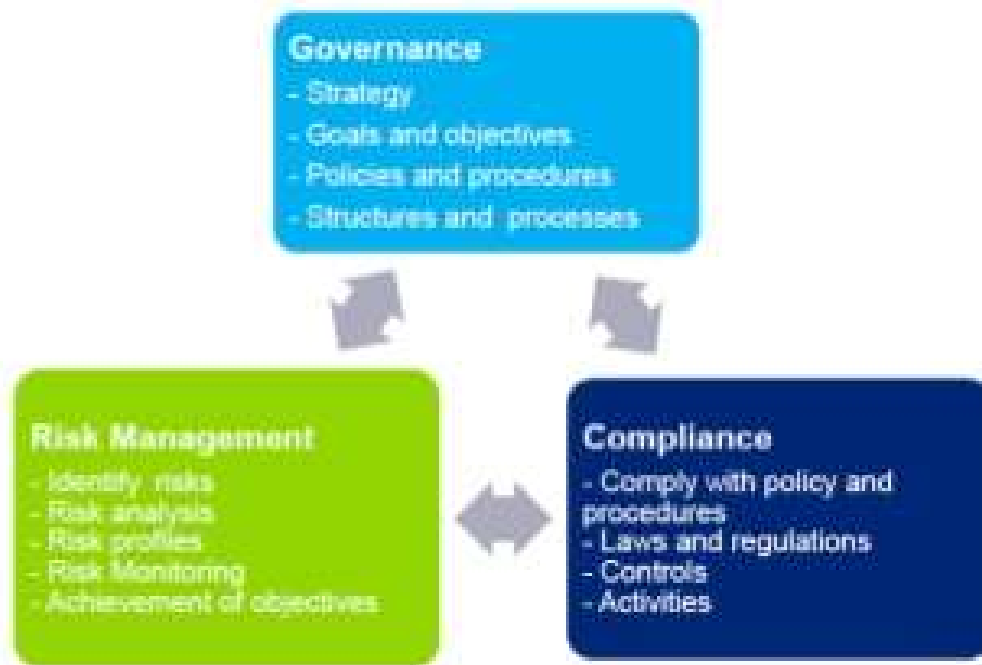 Governance
- Strategy
- Goals and objectives
- Policies and procedures
- Structures and processes
Risk Management
- Identify risks
- Risk analysis
- Risk profiles
- Risk Monitoring
- Achievement of objectives
Compliance
- Comply with policy and
procedures
- Laws and regulations
- Controls
- Activities